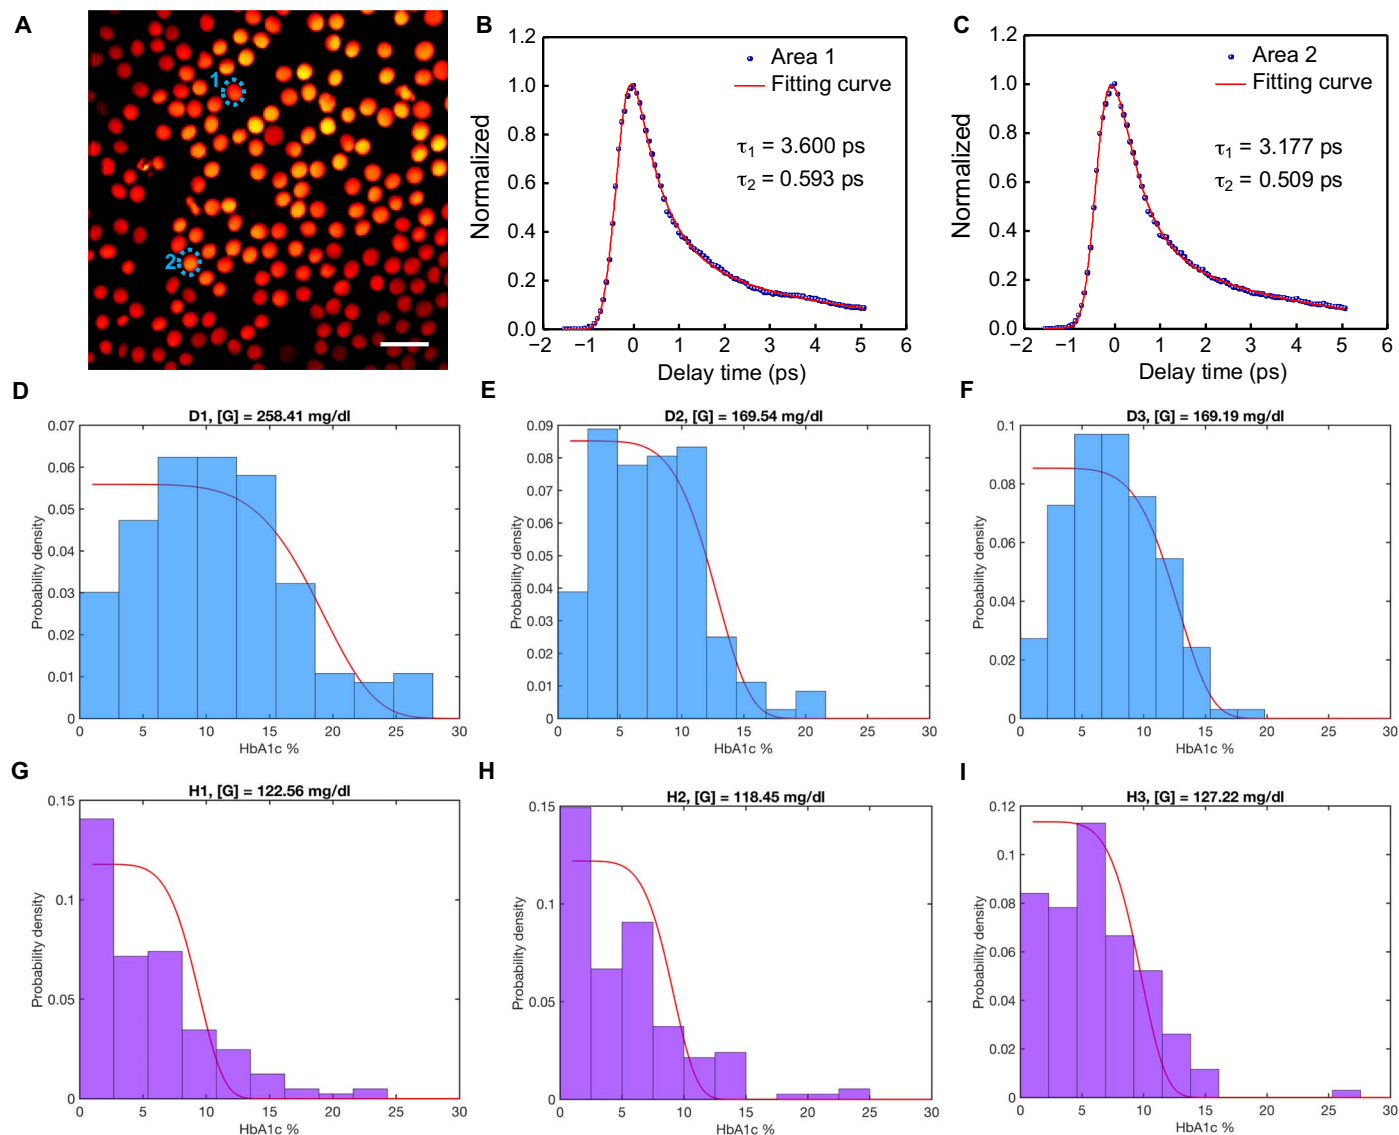 A
1
2
B
1.2
1.0
0.8
0.6
0.4
0.2
0.0
Normalized
Area 1
Fitting curve
τ1 = 3.600 ps
τ2 = 0.593 ps
−2 −1 0 1 2 3 4 5 6
Delay time (ps)
C
1.2
1.0
0.8
0.6
0.4
0.2
0.0
Normalized
Area 2
Fitting curve
τ1 = 3.177 ps
τ2 = 0.509 ps
−2 −1 0 1 2 3 4 5 6
Delay time (ps)
D
D1, [G] = 258.41 mg/dl
0.07
0.06
0.05
0.04
0.03
0.02
0.01
0
Probability density
0 5 10 15 20 25 30
HbA1c %
E
D2, [G] = 169.54 mg/dl
0.09
0.08
0.07
0.06
0.05
0.04
0.03
0.02
0.01
0
Probability density
0 5 10 15 20 25 30
HbA1c %
F
D3, [G] = 169.19 mg/dl
0.1
0.08
0.06
0.04
0.02
0
Probability density
0 5 10 15 20 25 30
HbA1c %
G
H1, [G] = 122.56 mg/dl
0.15
0.1
0.05
0
Probability density
0 5 10 15 20 25 30
HbA1c %
H
H2, [G] = 118.45 mg/dl
0.15
0.1
0.05
0
Probability density
0 5 10 15 20 25 30
HbA1c %
I
H3, [G] = 127.22 mg/dl
0.12
0.1
0.08
0.06
0.04
0.02
0
Probability density
0 5 10 15 20 25 30
HbA1c %